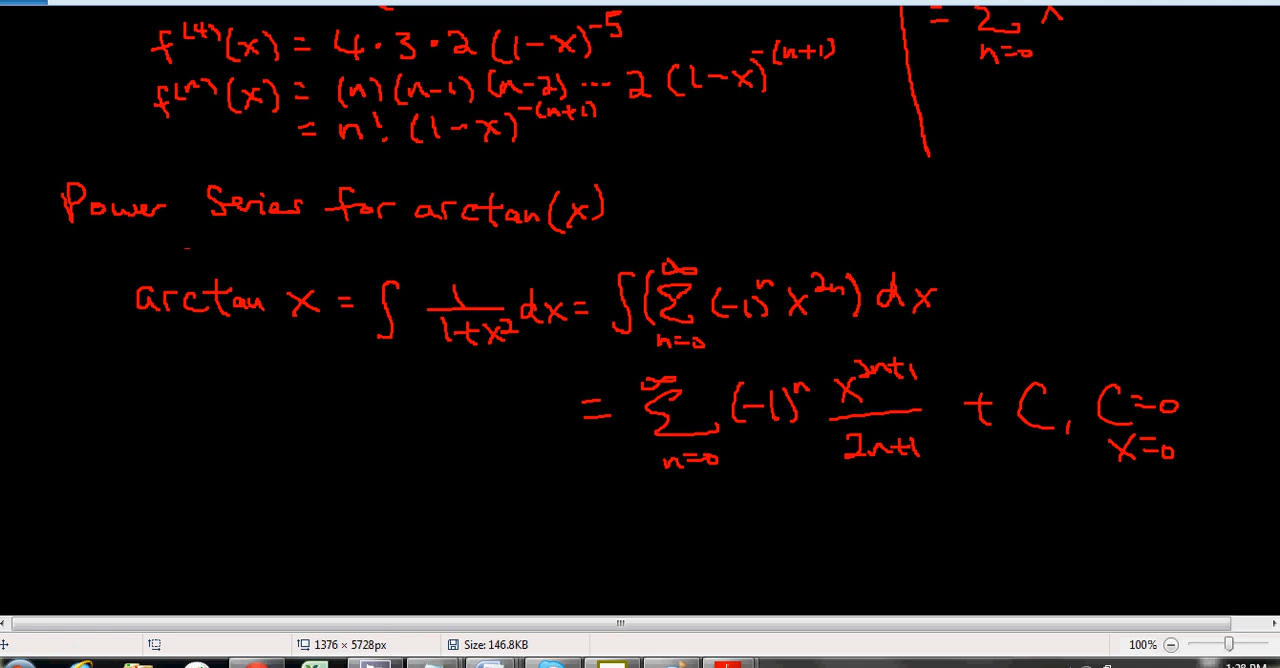 f^(4)(x) = 4·3·2 (1-x)^-5
f^(n)(x) = (n)(n-1)(n-2)···2(1-x)^-(n+1)
= n! (1-x)^-(n+1)
n=0
Power Series for arctan(x)
arctan x = ∫ 1/(1+x²) dx = ∫(∑_{n=0}^{∞} (-1)^n x^{2n}) dx
= ∑_{n=0}^{∞} (-1)^n x^{2n+1}/(2n+1) + C, C=0
x=0
1376 × 5728px
Size: 146.8KB
100%